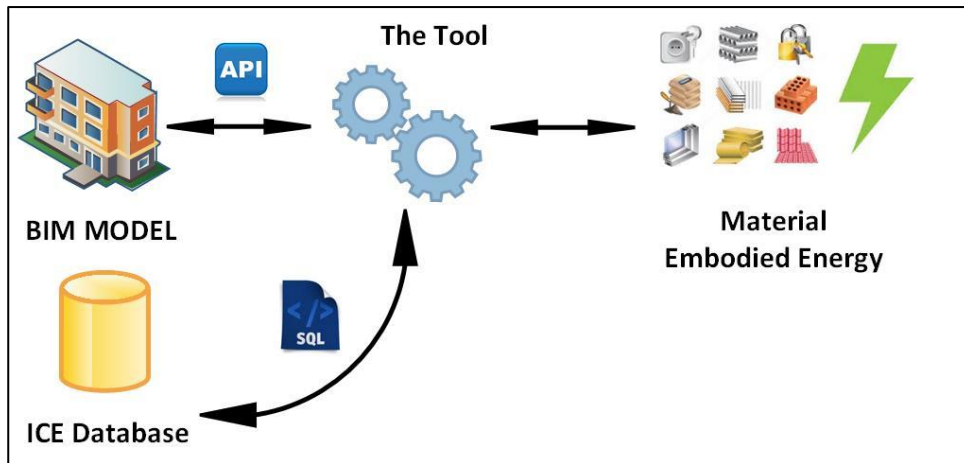 The Tool
API
BIM MODEL
Material
Embodied Energy
</>
SQL
ICE Database